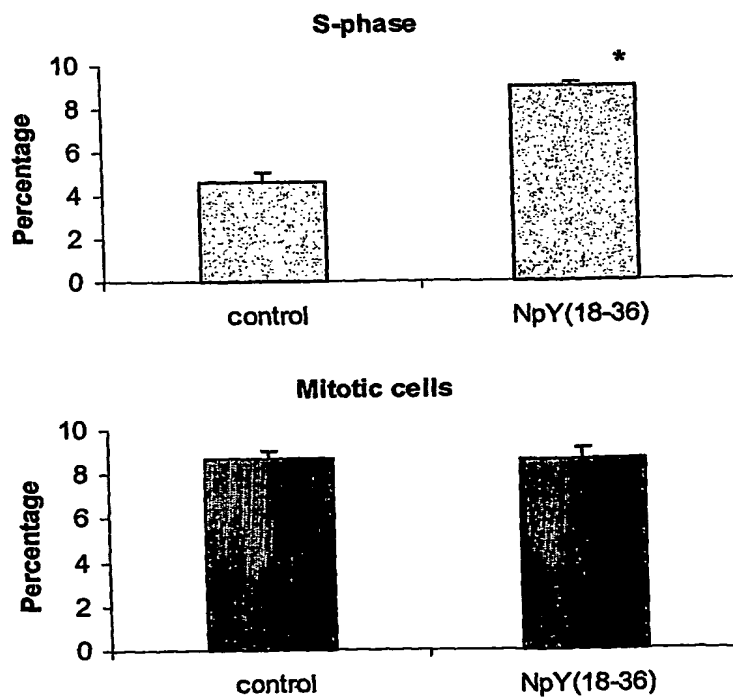 S-phase
*
10
8
6
4
2
0
Percentage
control NpY(18-36)
Mitotic cells
10
8
6
4
2
0
Percentage
control NpY(18-36)